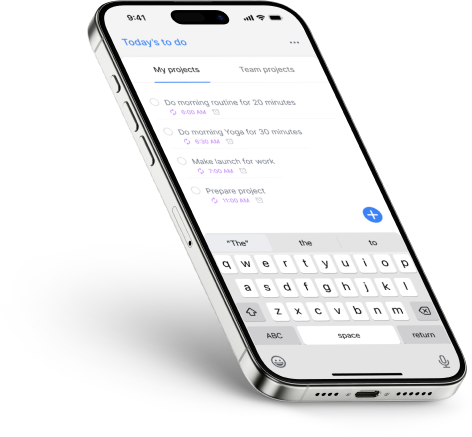 9:41
Today's to do
My projects
Team projects
Do morning routine for 20 minutes
5:00 AM
Do morning Yoga for 30 minutes
6:30 AM
Make launch for work
7:00 AM
Prepare project
11:00 AM
"The"
the
to
q w e r t y u i o p
a s d f g h j k l
z x c v b n m
ABC
space
return